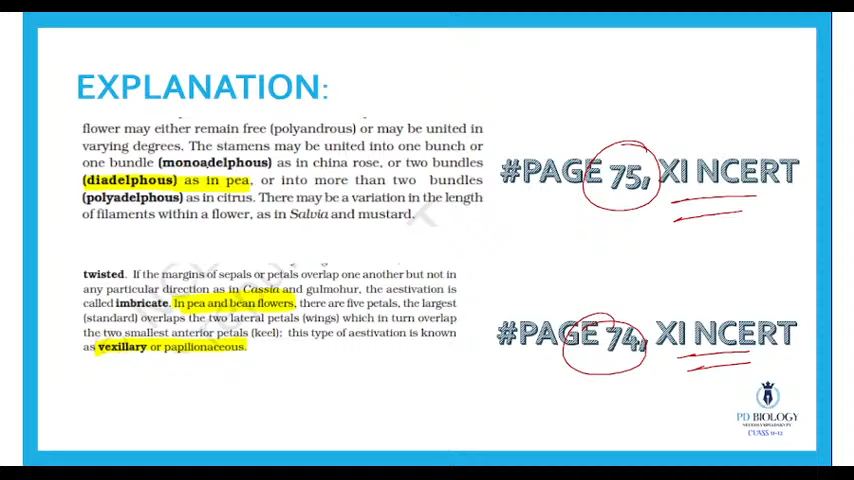 EXPLANATION:
flower may either remain free (polyandrous) or may be united in
varying degrees. The stamens may be united into one bunch or
one bundle (monoadelphous) as in china rose, or two bundles
(diadelphous) as in pea, or into more than two bundles
(polyadelphous) as in citrus. There may be a variation in the length
of filaments within a flower, as in Salvia and mustard.
#PAGE 75, XI NCERT
twisted. If the margins of sepals or petals overlap one another but not in
any particular direction as in Cassia and gulmohur, the aestivation is
called imbricate. In pea and bean flowers, there are five petals, the largest
(standard) overlaps the two lateral petals (wings) which in turn overlap
the two smallest anterior petals (keel); this type of aestivation is known
as vexillary or papilionaceous.
#PAGE 74, XI NCERT
PD BIOLOGY
CLASS 11-12